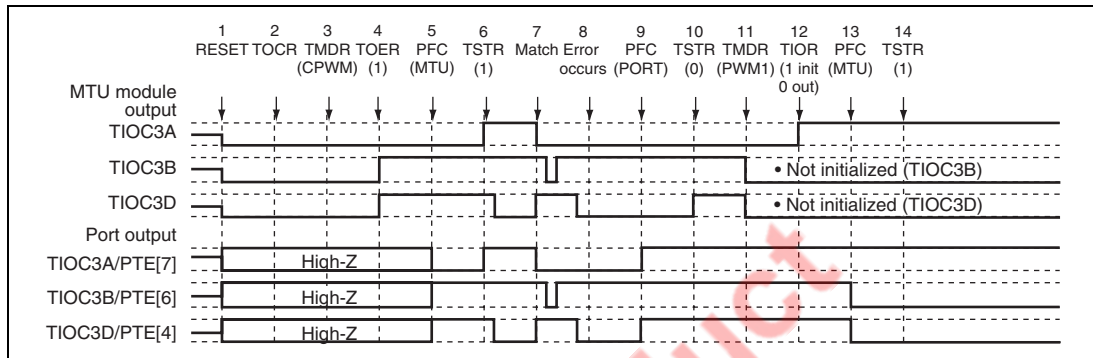 1 2 3 4 5 6 7 8 9 10 11 12 13 14
RESET TOCR TMDR TOER PFC TSTR Match Error PFC TSTR TMDR TIOR PFC TSTR
(CPWM) (1) (MTU) (1) occurs (PORT) (0) (PWM1) (1 init (MTU) (1)
0 out)
MTU module
output
TIOC3A
TIOC3B
• Not initialized (TIOC3B)
TIOC3D
• Not initialized (TIOC3D)
Port output
TIOC3A/PTE[7]
High-Z
TIOC3B/PTE[6]
High-Z
TIOC3D/PTE[4]
High-Z
uct